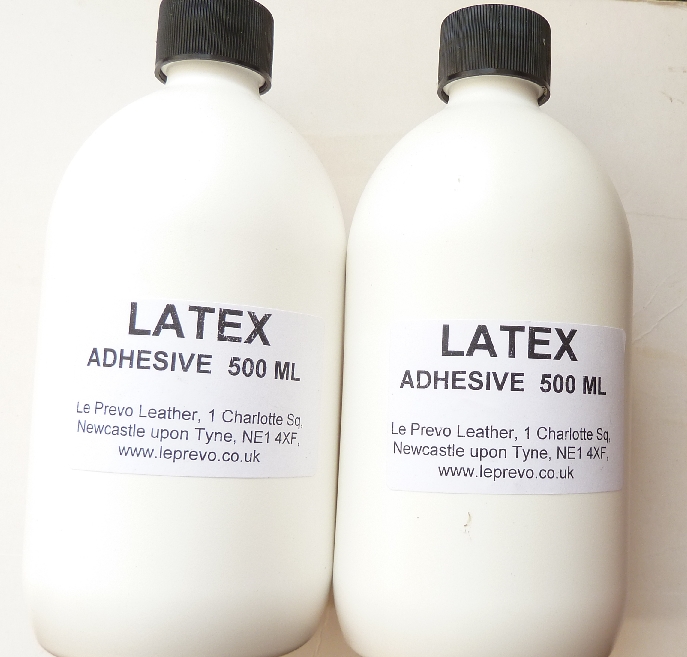 LATEX
ADHESIVE 500 ML
Le Prevo Leather, 1 Charlotte Sq,
Newcastle upon Tyne, NE1 4XF,
www.leprevo.co.uk
LATEX
ADHESIVE 500 ML
Le Prevo Leather, 1 Charlotte Sq,
Newcastle upon Tyne, NE1 4XF,
www.leprevo.co.uk